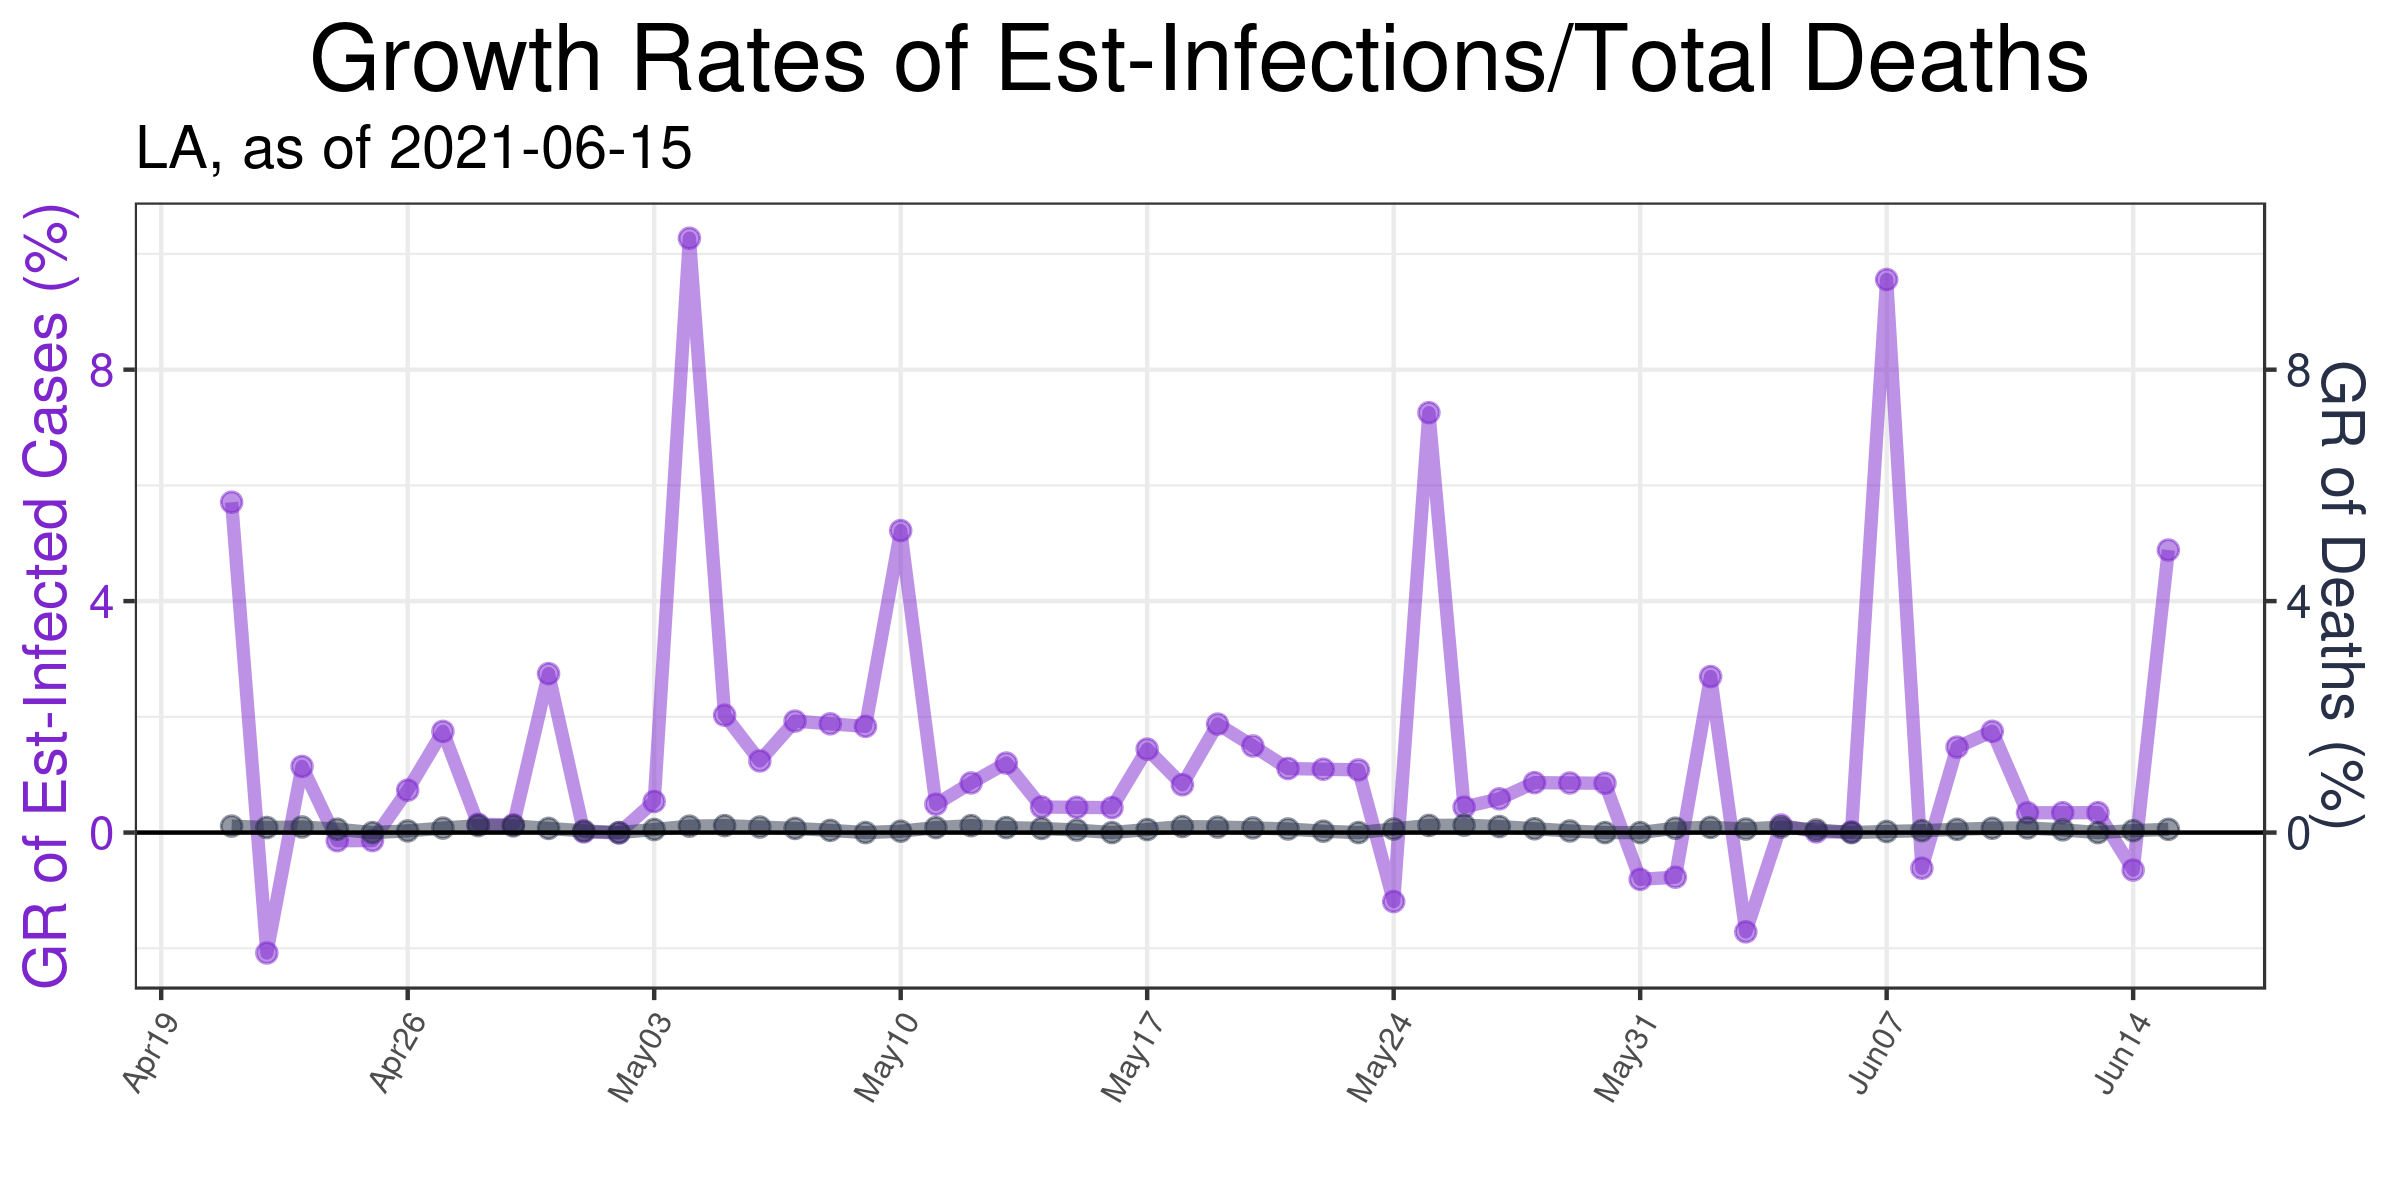 Growth Rates of Est-Infections/Total Deaths
LA, as of 2021-06-15
GR of Est-Infected Cases (%)
8
4
0
8
4
0
GR of Deaths (%)
Apr19
Apr26
May03
May10
May17
May24
May31
Jun07
Jun14